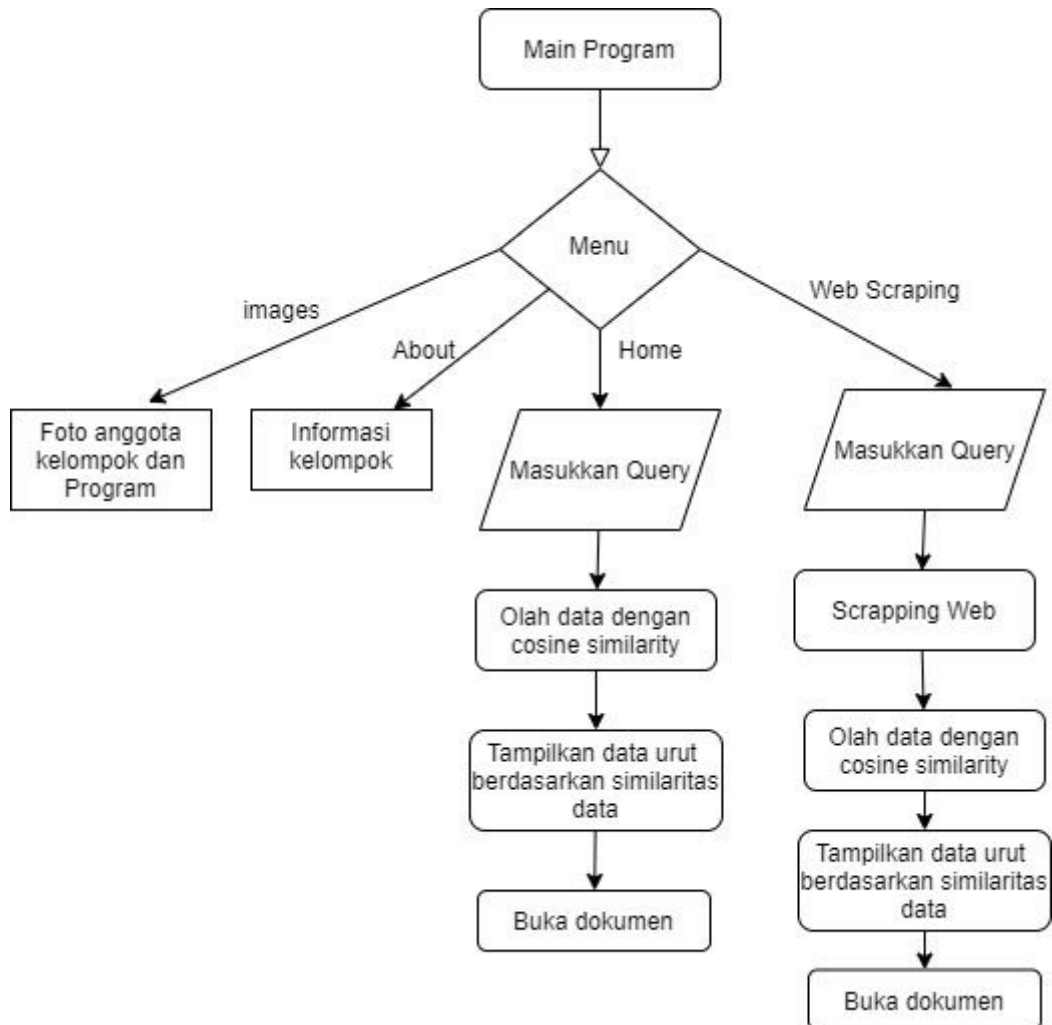 Main Program
Menu
images
About
Home
Web Scraping
Foto anggota
kelompok dan
Program
Informasi
kelompok
Masukkan Query
Masukkan Query
Olah data dengan
cosine similarity
Scrapping Web
Tampilkan data urut
berdasarkan similaritas
data
Olah data dengan
cosine similarity
Buka dokumen
Tampilkan data urut
berdasarkan similaritas
data
Buka dokumen